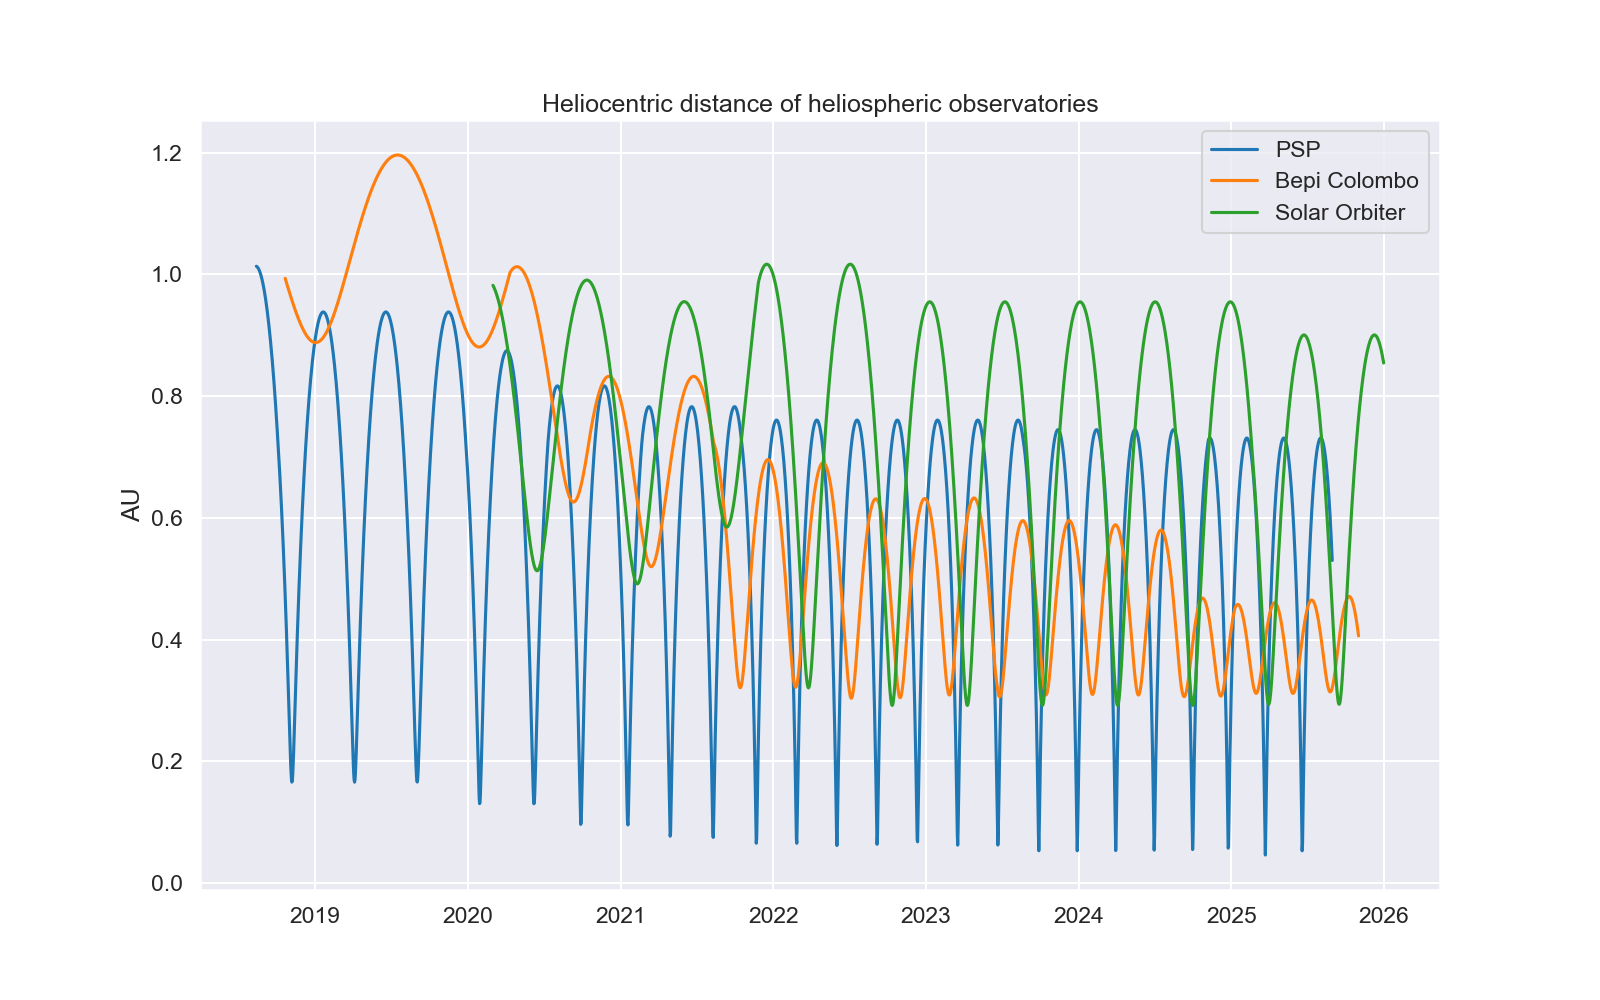 Heliocentric distance of heliospheric observatories
PSP
Bepi Colombo
Solar Orbiter
AU
1.2
1.0
0.8
0.6
0.4
0.2
0.0
2019 2020 2021 2022 2023 2024 2025 2026